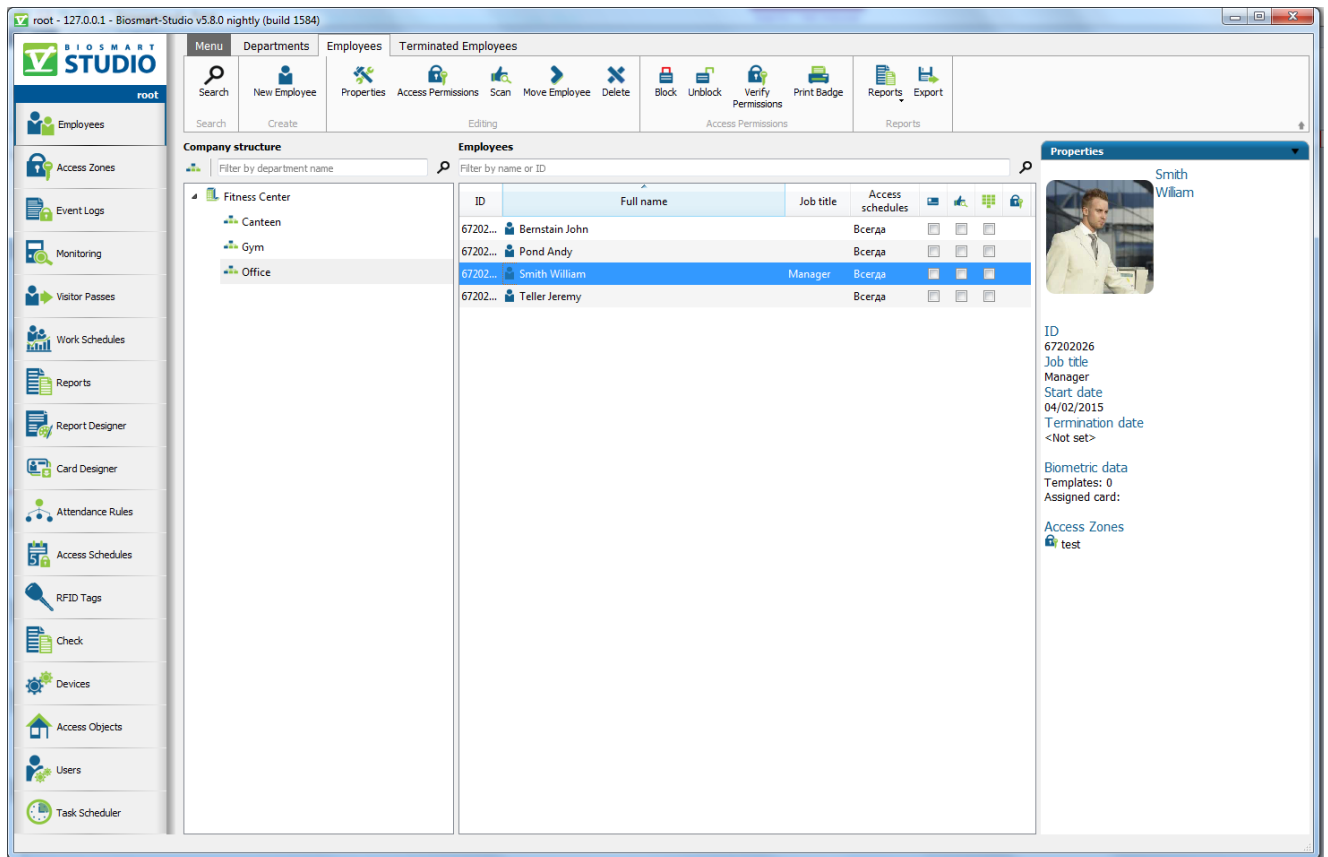 root - 127.0.0.1 - Biosmart-Studio v5.8.0 nightly (build 1584)
BIOSMART
STUDIO
root
Menu Departments Employees Terminated Employees
Search New Employee Properties Access Permissions Scan Move Employee Delete Block Unblock Verify Permissions Print Badge Reports Export
Search Create Editing Access Permissions Reports
Employees
Access Zones
Event Logs
Monitoring
Visitor Passes
Work Schedules
Reports
Report Designer
Card Designer
Attendance Rules
Access Schedules
RFID Tags
Check
Devices
Access Objects
Users
Task Scheduler
Company structure
Filter by department name
Fitness Center
Canteen
Gym
Office
Employees
Filter by name or ID
ID Full name Job title Access schedules
67202... Bernstain John Всегда
67202... Pond Andy Всегда
67202... Smith William Manager Всегда
67202... Teller Jeremy Всегда
Properties
Smith
William
ID
67202026
Job title
Manager
Start date
04/02/2015
Termination date
<Not set>
Biometric data
Templates: 0
Assigned card:
Access Zones
test